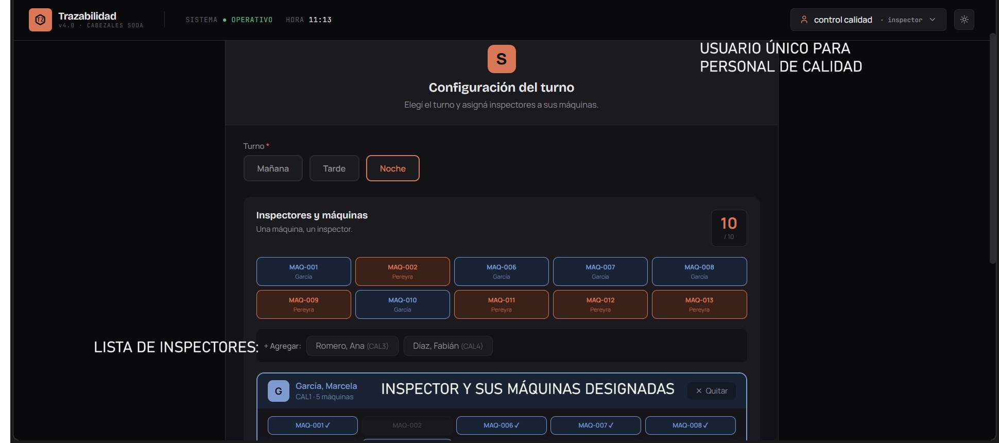 TZ
Trazabilidad
v4.0 · CABEZALES SODA
SISTEMA ● OPERATIVO HORA 11:13
control calidad · inspector
USUARIO ÚNICO PARA
PERSONAL DE CALIDAD
S
Configuración del turno
Elegí el turno y asigná inspectores a sus máquinas.
Turno *
Mañana Tarde Noche
Inspectores y máquinas
Una máquina, un inspector.
10
/ 10
MAQ-001 MAQ-002 MAQ-006 MAQ-007 MAQ-008
García Pereyra García García García
MAQ-009 MAQ-010 MAQ-011 MAQ-012 MAQ-013
Pereyra García Pereyra Pereyra Pereyra
LISTA DE INSPECTORES: + Agregar: Romero, Ana (CAL3) Díaz, Fabián (CAL4)
G
García, Marcela
CAL1 · 5 máquinas
INSPECTOR Y SUS MÁQUINAS DESIGNADAS
× Quitar
MAQ-001 ✓ MAQ-002 MAQ-006 ✓ MAQ-007 ✓ MAQ-008 ✓